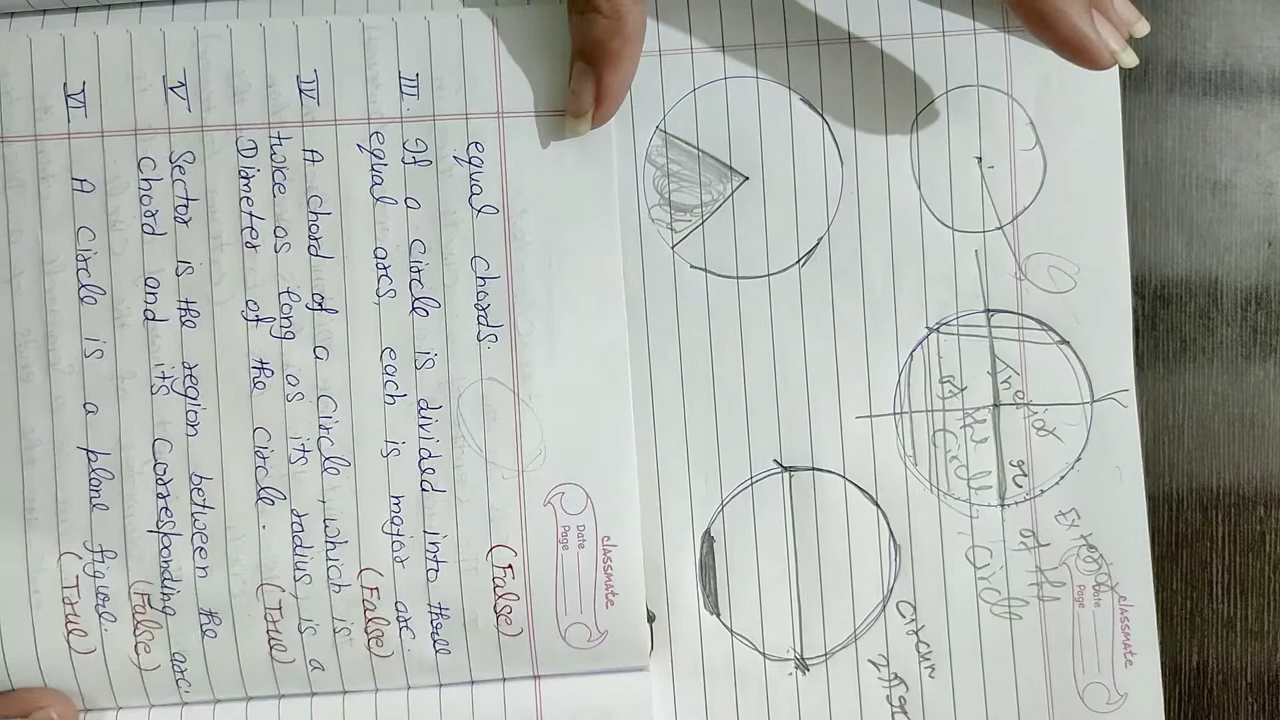 classmate
Date
Page
equal chords. (False)
III. If a circle is divided into three
equal arcs, each is major arc.
(False)
IV A chord of a circle, which is
twice as long as its radius, is a
Diameter of the circle. (True)
V Sector is the region between the
chord and its corresponding arc.
(False)
VI A circle is a plane figure.
(True)
classmate
Date
Page
Exterior
of the
circle
Interior
of the
Circle
r
circum
2πr